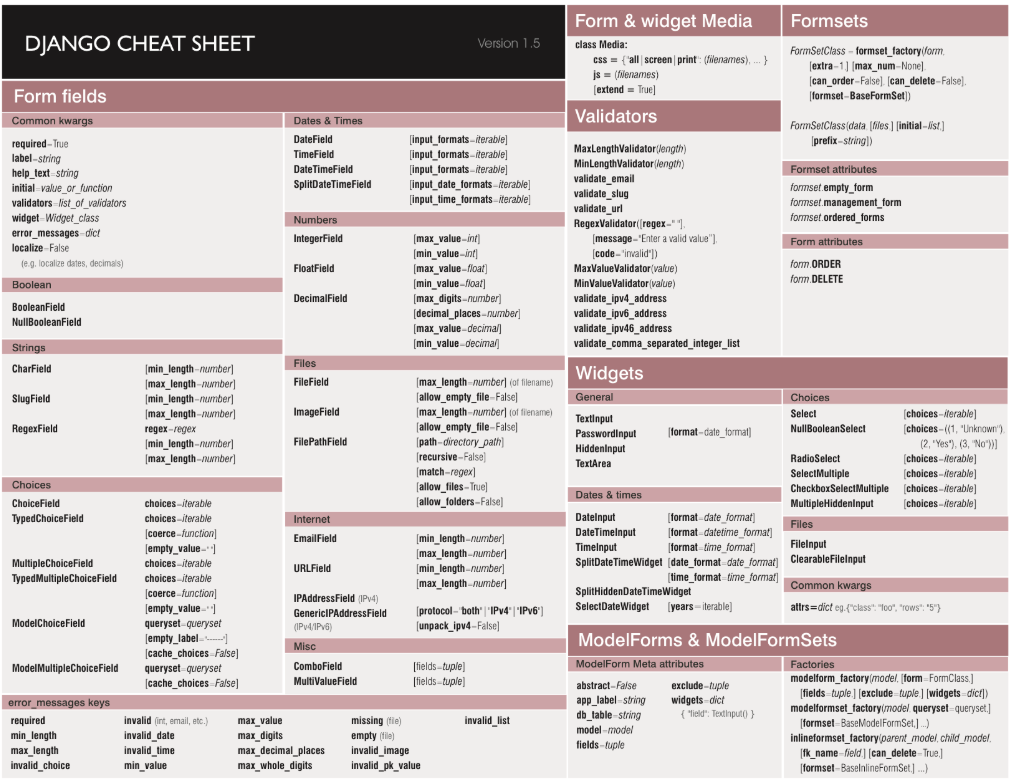 DJANGO CHEAT SHEET
Version 1.5
Form fields
Common kwargs
required=True
label=string
help_text=string
initial=value_or_function
validators=list_of_validators
widget=Widget_class
error_messages=dict
localize=False
(e.g. localize dates, decimals)
Boolean
BooleanField
NullBooleanField
Strings
CharField [min_length=number]
[max_length=number]
SlugField [min_length=number]
[max_length=number]
RegexField regex=regex
[min_length=number]
[max_length=number]
Choices
ChoiceField choices=iterable
TypedChoiceField choices=iterable
[coerce=function]
[empty_value=""]
MultipleChoiceField choices=iterable
TypedMultipleChoiceField choices=iterable
[coerce=function]
[empty_value=""]
ModelChoiceField queryset=queryset
[empty_label="------"]
[cache_choices=False]
ModelMultipleChoiceField queryset=queryset
[cache_choices=False]
Dates & Times
DateField [input_formats=iterable]
TimeField [input_formats=iterable]
DateTimeField [input_formats=iterable]
SplitDateTimeField [input_date_formats=iterable]
[input_time_formats=iterable]
Numbers
IntegerField [max_value=int]
[min_value=int]
FloatField [max_value=float]
[min_value=float]
DecimalField [max_digits=number]
[decimal_places=number]
[max_value=decimal]
[min_value=decimal]
Files
FileField [max_length=number] (of filename)
[allow_empty_file=False]
ImageField [max_length=number] (of filename)
[allow_empty_file=False]
FilePathField [path=directory_path]
[recursive=False]
[match=regex]
[allow_files=True]
[allow_folders=False]
Internet
EmailField [min_length=number]
[max_length=number]
URLField [min_length=number]
[max_length=number]
IPAddressField (IPv4)
GenericIPAddressField [protocol="both"|"IPv4"|"IPv6"]
(IPv4/IPv6) [unpack_ipv4=False]
Misc
ComboField [fields=tuple]
MultiValueField [fields=tuple]
error_messages keys
required invalid (int, email, etc.) max_value missing (file) invalid_list
min_length invalid_date max_digits empty (file)
max_length invalid_time max_decimal_places invalid_image
invalid_choice min_value max_whole_digits invalid_pk_value
Form & widget Media
class Media:
css = { "all|screen|print": (filenames), ... }
js = (filenames)
[extend = True]
Validators
MaxLengthValidator(length)
MinLengthValidator(length)
validate_email
validate_slug
validate_url
RegexValidator([regex=" "],
[message="Enter a valid value"],
[code="invalid"])
MaxValueValidator(value)
MinValueValidator(value)
validate_ipv4_address
validate_ipv6_address
validate_ipv46_address
validate_comma_separated_integer_list
Formsets
FormSetClass = formset_factory(form,
[extra=1,] [max_num=None],
[can_order=False], [can_delete=False],
[formset=BaseFormSet])
FormSetClass(data, [files,] [initial=list,]
[prefix=string])
Formset attributes
formset.empty_form
formset.management_form
formset.ordered_forms
Form attributes
form.ORDER
form.DELETE
Widgets
General
TextInput
PasswordInput [format=date_format]
HiddenInput
TextArea
Dates & times
DateInput [format=date_format]
DateTimeInput [format=datetime_format]
TimeInput [format=time_format]
SplitDateTimeWidget [date_format=date_format]
[time_format=time_format]
SplitHiddenDateTimeWidget
SelectDateWidget [years=iterable]
Choices
Select [choices=iterable]
NullBooleanSelect [choices=((1, "Unknown"),
(2, "Yes"), (3, "No"))]
RadioSelect [choices=iterable]
SelectMultiple [choices=iterable]
CheckboxSelectMultiple [choices=iterable]
MultipleHiddenInput [choices=iterable]
Files
FileInput
ClearableFileInput
Common kwargs
attrs=dict eg.{"class": "foo", "rows": "5"}
ModelForms & ModelFormSets
ModelForm Meta attributes
abstract=False exclude=tuple
app_label=string widgets=dict
db_table=string { "field": TextInput() }
model=model
fields=tuple
Factories
modelform_factory(model, [form=FormClass,]
[fields=tuple,] [exclude=tuple,] [widgets=dict])
modelformset_factory(model, queryset=queryset,]
[formset=BaseModelFormSet,] ...)
inlineformset_factory(parent_model, child_model,
[fk_name=field,] [can_delete=True,]
[formset=BaseInlineFormSet,] ...)